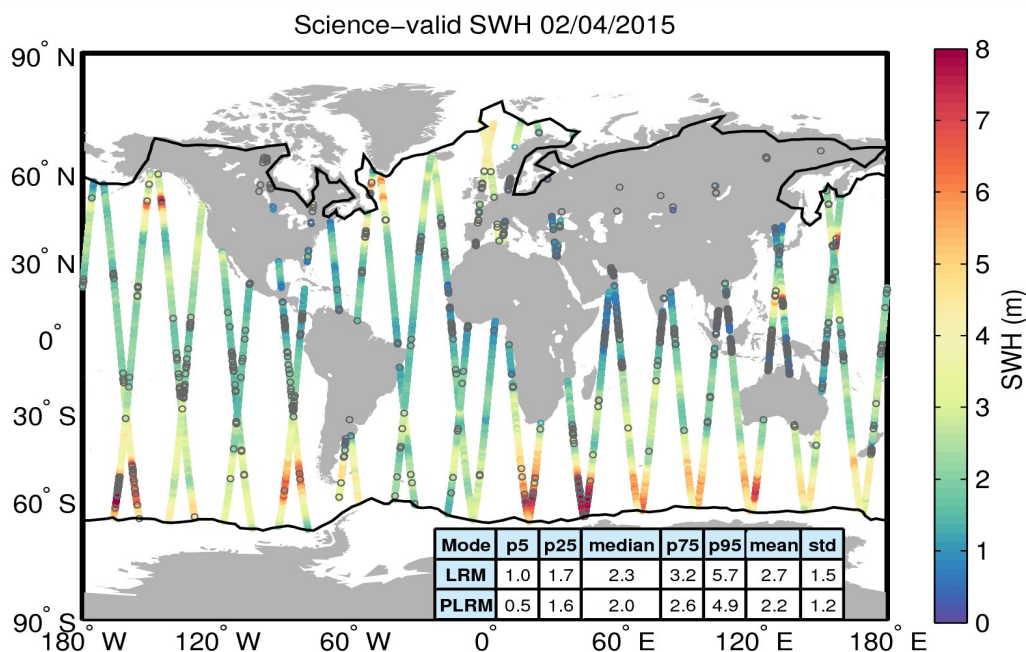 Science−valid SWH 02/04/2015
90° N
60° N
30° N
0°
30° S
60° S
90° S
180° W 120° W 60° W 0° 60° E 120° E 180° E
Mode p5 p25 median p75 p95 mean std
LRM 1.0 1.7 2.3 3.2 5.7 2.7 1.5
PLRM 0.5 1.6 2.0 2.6 4.9 2.2 1.2
8
7
6
5
4
3
2
1
0
SWH (m)